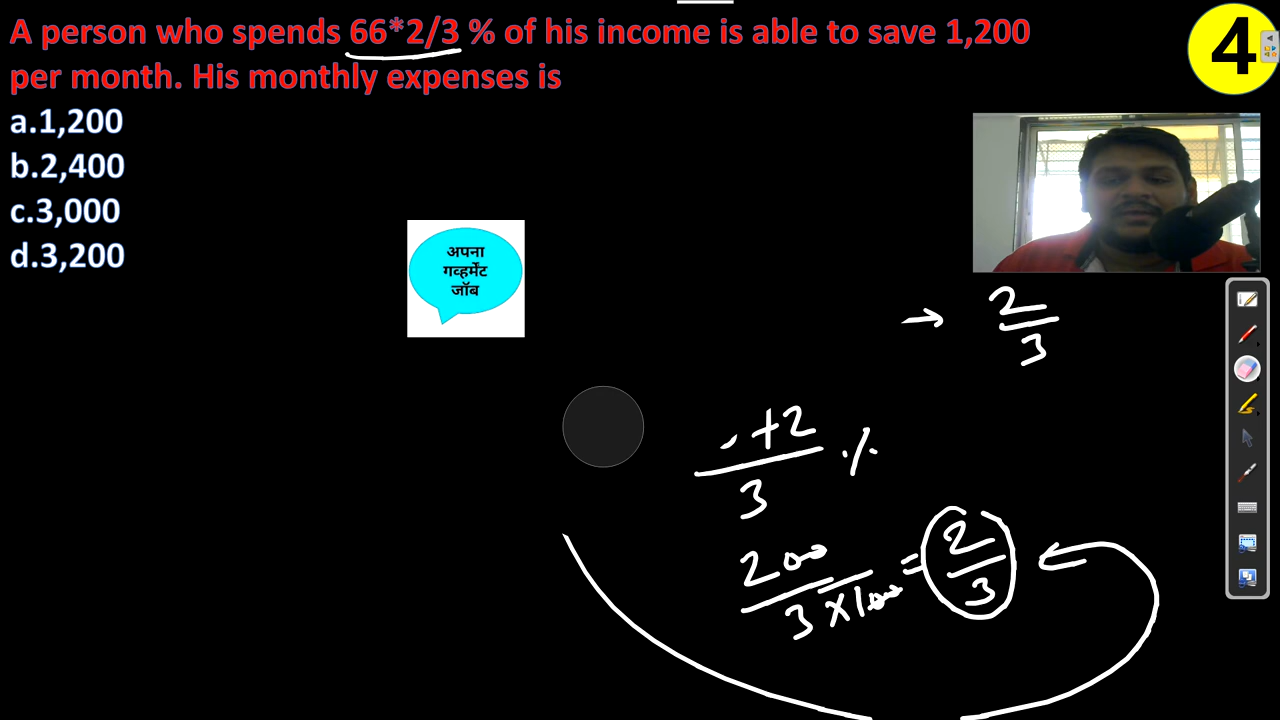 A person who spends 66*2/3 % of his income is able to save 1,200
per month. His monthly expenses is
4
a.1,200
b.2,400
c.3,000
d.3,200
अपना
गव्हर्मेंट
जॉब
→ 2/3
+2/3 %
200/3×100 = 2/3